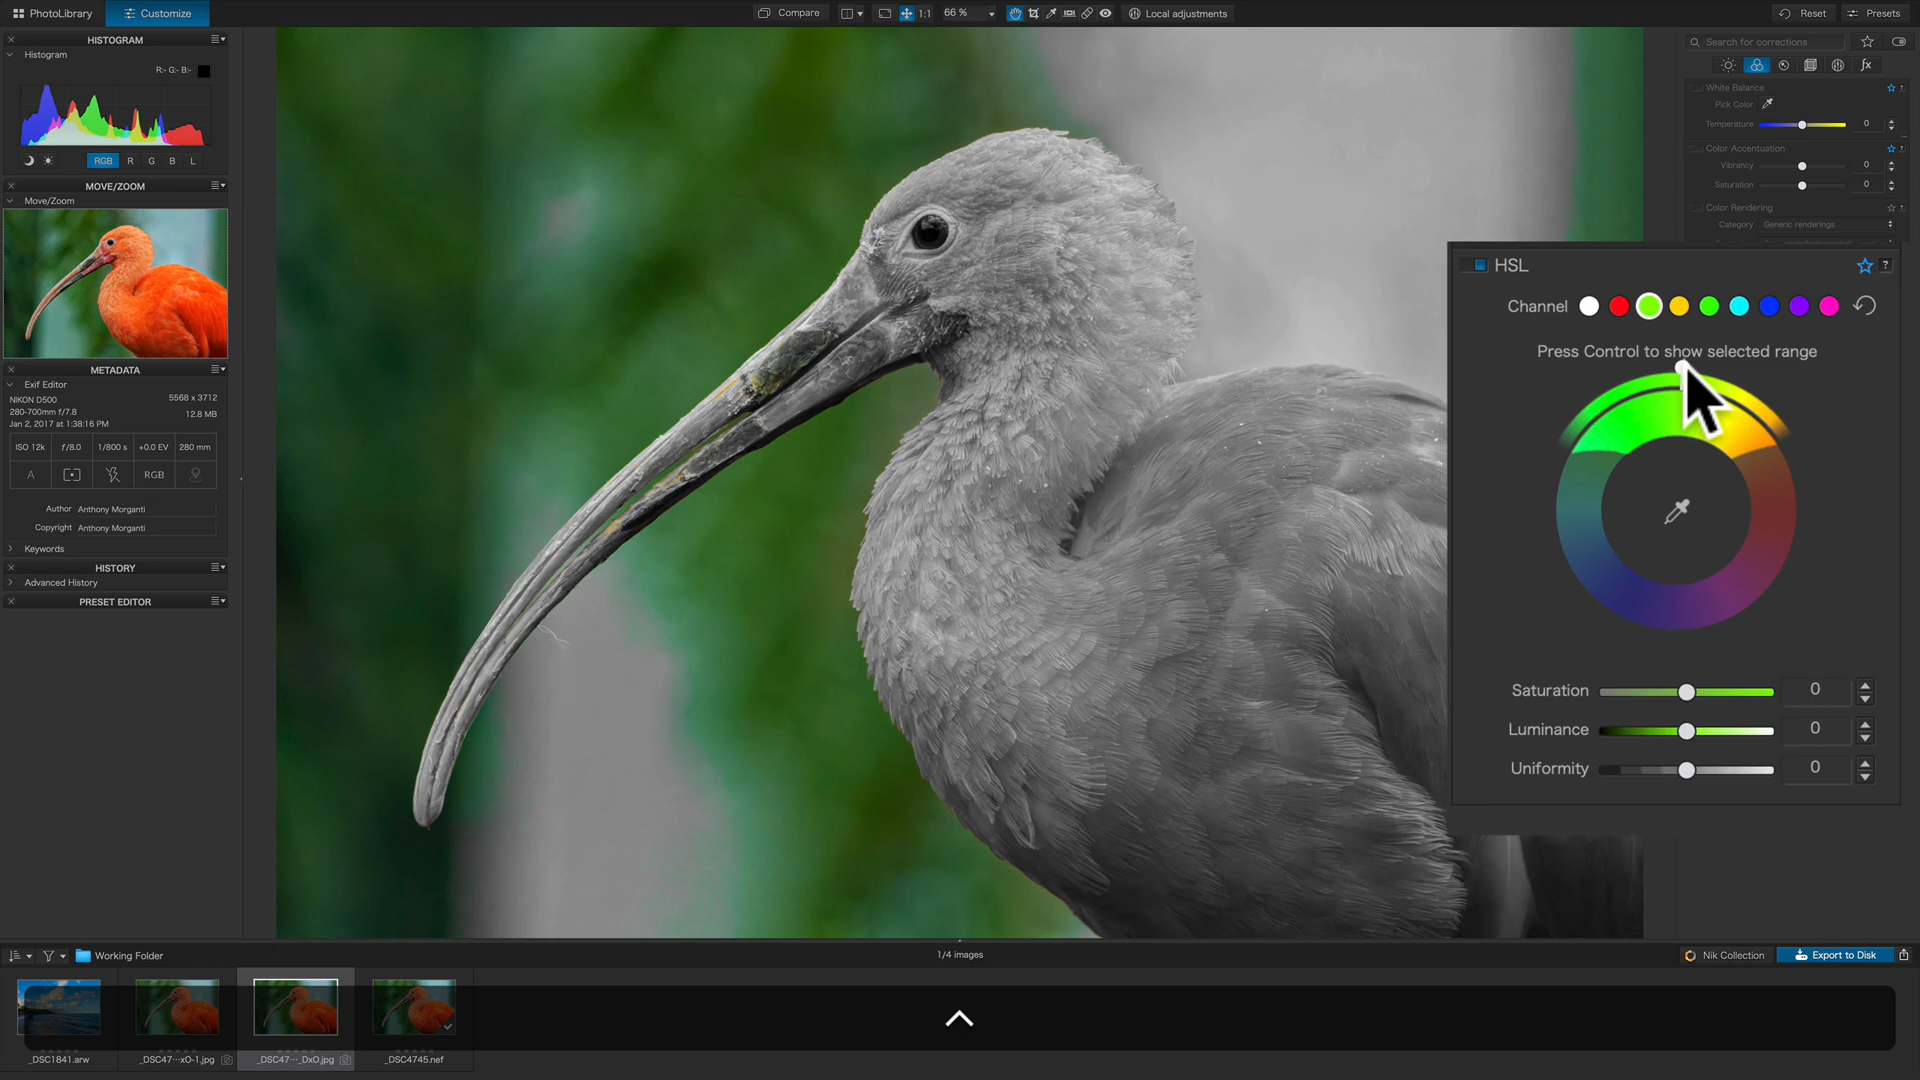 PhotoLibrary
Customize
Compare
1:1
66 %
Local adjustments
Reset
Presets
HISTOGRAM
Histogram
R:- G:- B:-
RGB R G B L
MOVE/ZOOM
Move/Zoom
METADATA
Exif Editor
NIKON D500 5568 x 3712
280-700mm f/7.8 12.8 MB
Jan 2, 2017 at 1:38:16 PM
ISO 12k f/8.0 1/800 s +0.0 EV 280 mm
A RGB
Author Anthony Morganti
Copyright Anthony Morganti
Keywords
HISTORY
Advanced History
PRESET EDITOR
Search for corrections
fx
White Balance ?
Pick Color
Temperature 0
Color Accentuation ?
Vibrancy 0
Saturation 0
Color Rendering ?
Category Generic renderings
HSL ?
Channel
Press Control to show selected range
Saturation 0
Luminance 0
Uniformity 0
Working Folder
1/4 images
Nik Collection
Export to Disk
_DSC1841.arw
_DSC47···xO-1.jpg
_DSC47···_DxO.jpg
_DSC4745.nef